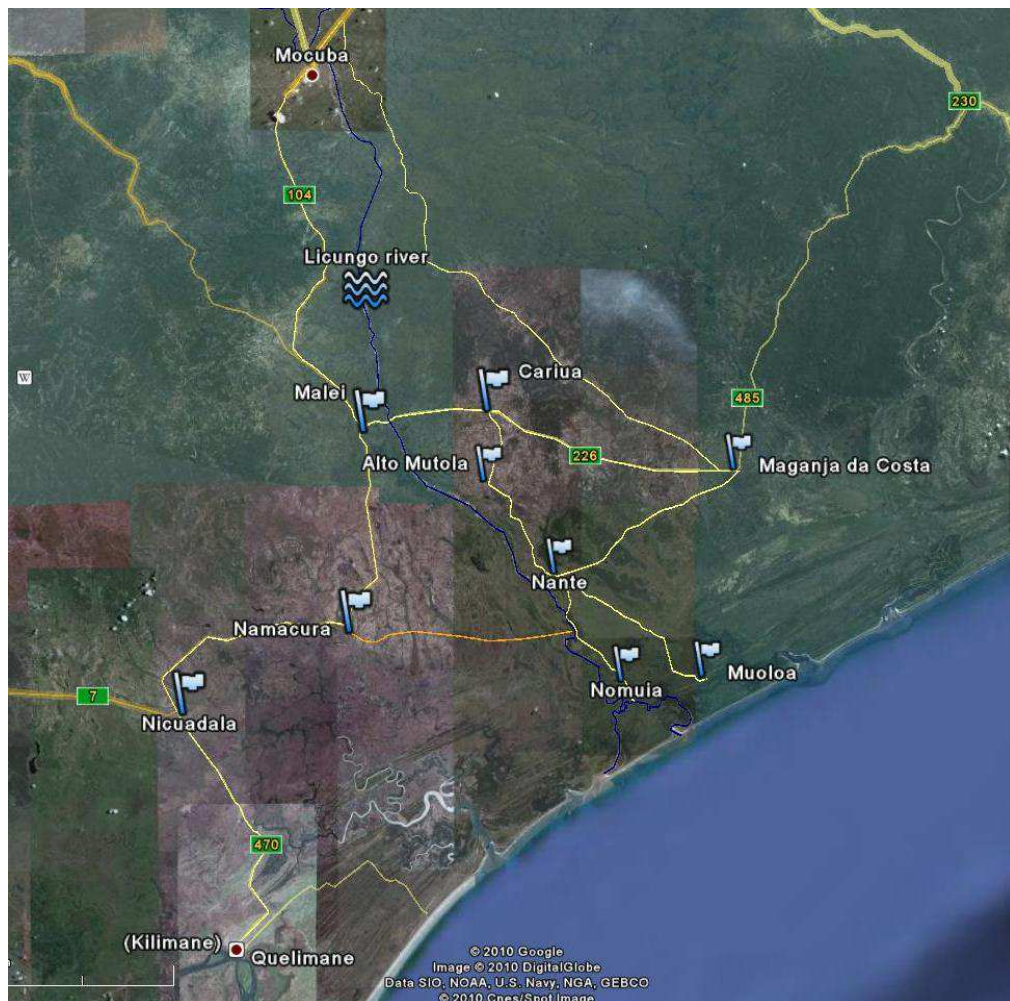 Mocuba
230
104
Licungo river
W
Cariua
Malei
485
Alto Mutola
226
Maganja da Costa
Nante
Namacura
Muoloa
Nomuia
7
Nicuadala
470
(Kilimane)
Quelimane
© 2010 Google
Image © 2010 DigitalGlobe
Data SIO, NOAA, U.S. Navy, NGA, GEBCO
© 2010 Cnes/Spot Image